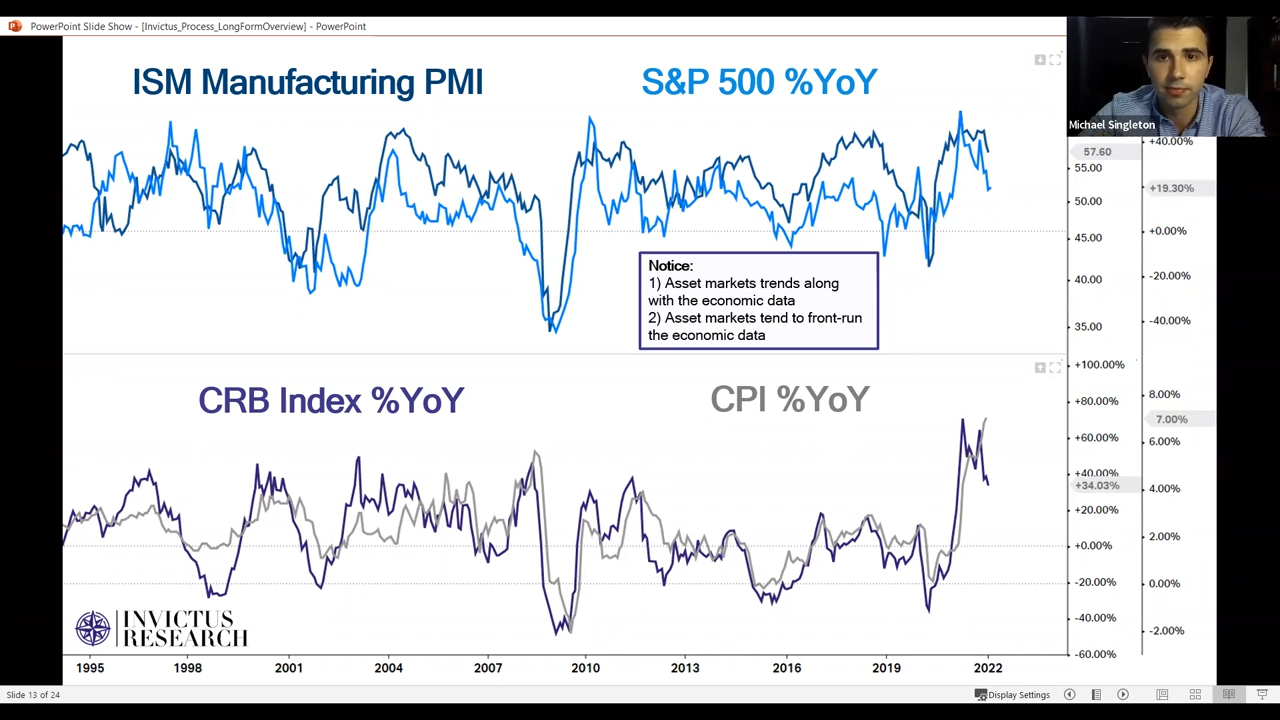 PowerPoint Slide Show - [Invictus_Process_LongFormOverview] - PowerPoint
Michael Singleton
ISM Manufacturing PMI
S&P 500 %YoY
57.60
55.00
50.00
45.00
40.00
35.00
+40.00%
+19.30%
+0.00%
-20.00%
-40.00%
Notice:
1) Asset markets trends along
with the economic data
2) Asset markets tend to front-run
the economic data
CRB Index %YoY
CPI %YoY
+100.00%
+80.00%
+60.00%
+40.00%
+34.03%
+20.00%
+0.00%
-20.00%
-40.00%
-60.00%
8.00%
7.00%
6.00%
4.00%
2.00%
0.00%
-2.00%
INVICTUS
RESEARCH
1995
1998
2001
2004
2007
2010
2013
2016
2019
2022
Slide 13 of 24
Display Settings